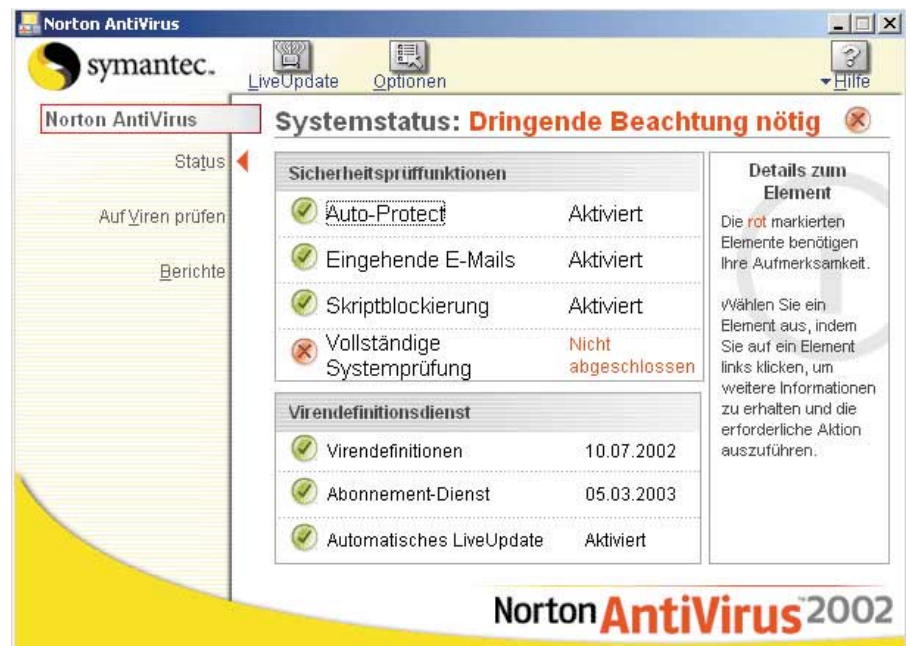 Norton AntiVirus
symantec.
LiveUpdate
Optionen
Hilfe
Norton AntiVirus
Status
Auf Viren prüfen
Berichte
Systemstatus: Dringende Beachtung nötig
Sicherheitsprüffunktionen
Auto-Protect Aktiviert
Eingehende E-Mails Aktiviert
Skriptblockierung Aktiviert
Vollständige Nicht
Systemprüfung abgeschlossen
Virendefinitionsdienst
Virendefinitionen 10.07.2002
Abonnement-Dienst 05.03.2003
Automatisches LiveUpdate Aktiviert
Details zum
Element
Die rot markierten
Elemente benötigen
Ihre Aufmerksamkeit.
Wählen Sie ein
Element aus, indem
Sie auf ein Element
links klicken, um
weitere Informationen
zu erhalten und die
erforderliche Aktion
auszuführen.
Norton AntiVirus™2002